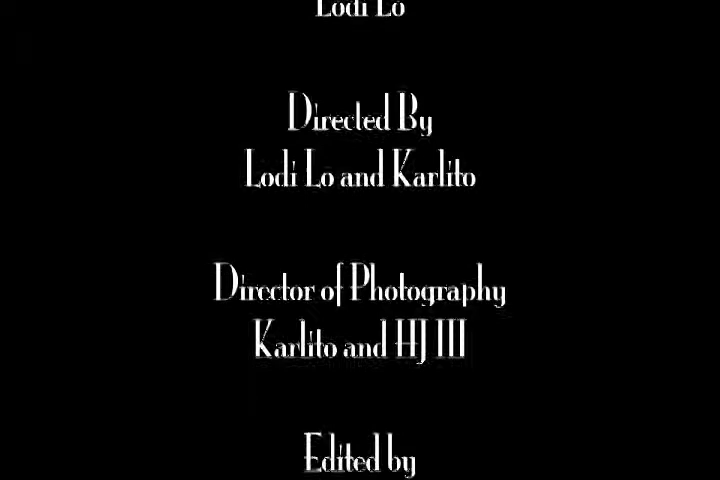 Lodi Lo
Directed By
Lodi Lo and Karlito
Director of Photography
Karlito and HJ III
Edited by